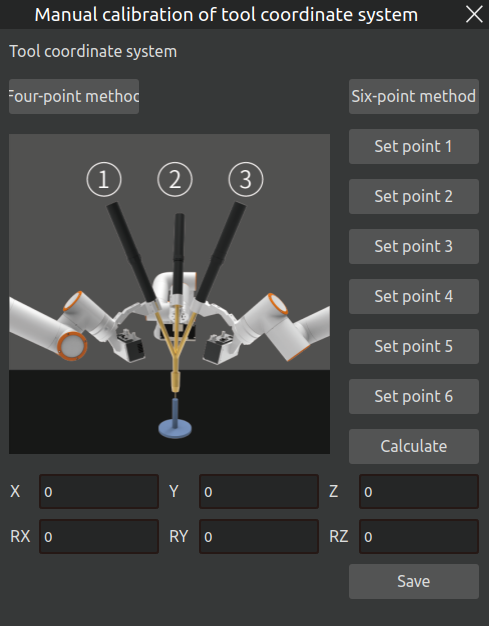 Manual calibration of tool coordinate system
Tool coordinate system
Four-point method
Six-point method
Set point 1
① ② ③
Set point 2
Set point 3
Set point 4
Set point 5
Set point 6
Calculate
X 0 Y 0 Z 0
RX 0 RY 0 RZ 0
Save